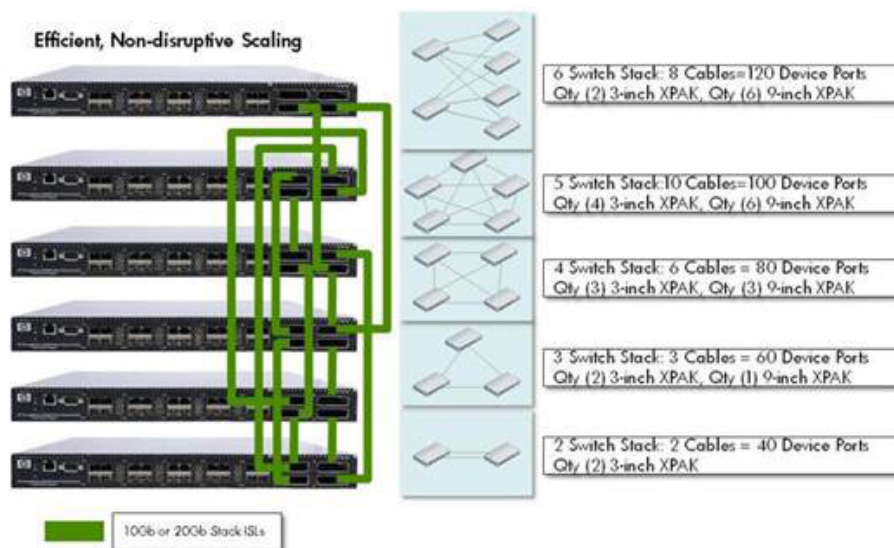 Efficient, Non-disruptive Scaling
6 Switch Stack: 8 Cables=120 Device Ports
Qty (2) 3-inch XPAK, Qty (6) 9-inch XPAK
5 Switch Stack:10 Cables=100 Device Ports
Qty (4) 3-inch XPAK, Qty (6) 9-inch XPAK
4 Switch Stack: 6 Cables = 80 Device Ports
Qty (3) 3-inch XPAK, Qty (3) 9-inch XPAK
3 Switch Stack: 3 Cables = 60 Device Ports
Qty (2) 3-inch XPAK, Qty (1) 9-inch XPAK
2 Switch Stack: 2 Cables = 40 Device Ports
Qty (2) 3-inch XPAK
10Gb or 20Gb Stack ISLs